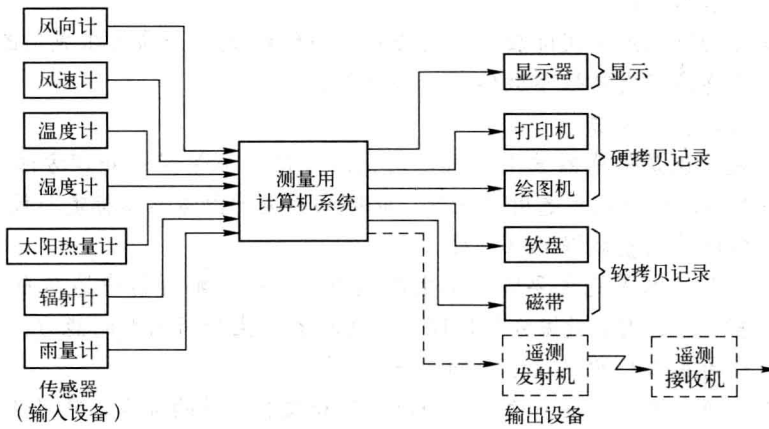 风向计
风速计
温度计
湿度计
太阳热量计
辐射计
雨量计
传感器
（输入设备）
测量用
计算机系统
显示器
显示
打印机
绘图机
硬拷贝记录
软盘
磁带
软拷贝记录
遥测
发射机
遥测
接收机
输出设备